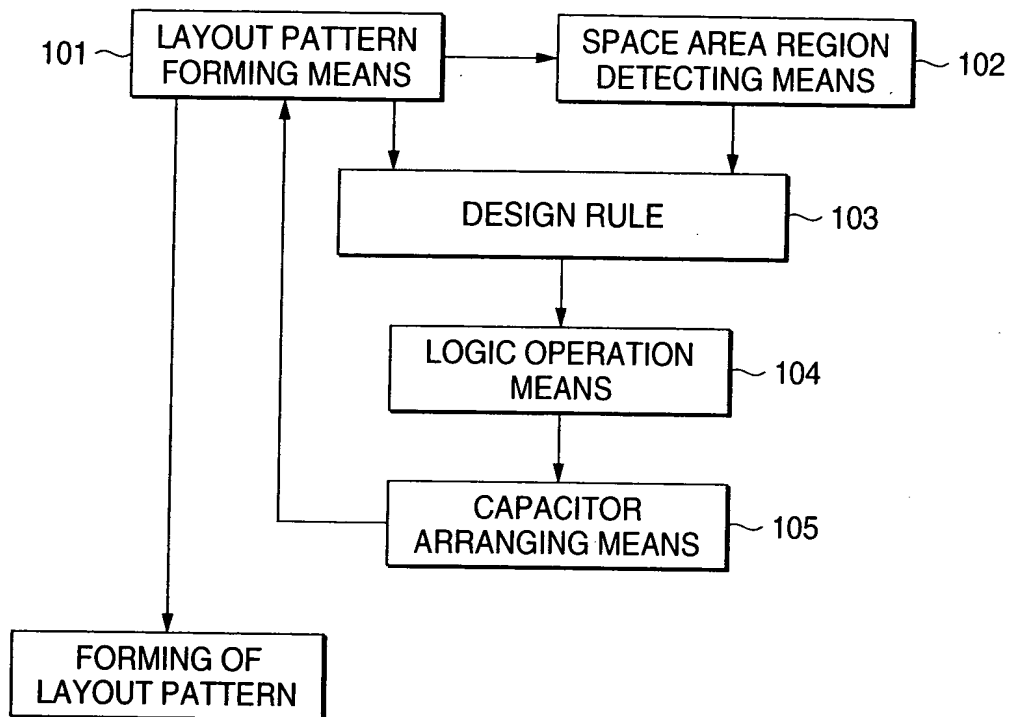 101
LAYOUT PATTERN
FORMING MEANS
SPACE AREA REGION
DETECTING MEANS
102
DESIGN RULE
103
LOGIC OPERATION
MEANS
104
CAPACITOR
ARRANGING MEANS
105
FORMING OF
LAYOUT PATTERN